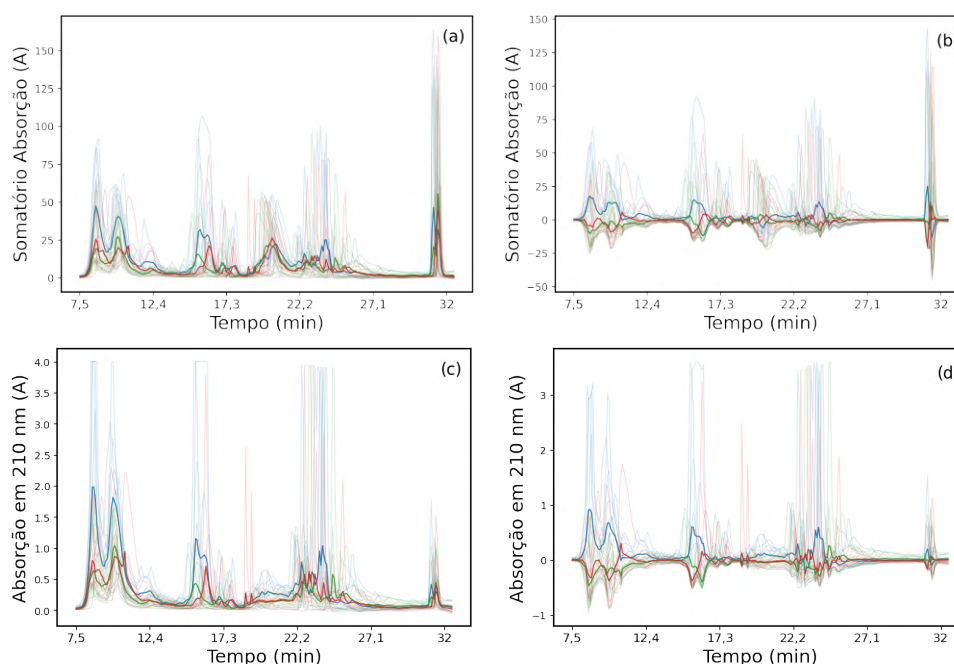 (a)
Somatório Absorção (A)
150
125
100
75
50
25
0
7,5 12,4 17,3 22,2 27,1 32
Tempo (min)
(b
Somatório Absorção (A)
150
125
100
75
50
25
0
−25
−50
7,5 12,4 17,3 22,2 27,1 32
Tempo (min)
(c)
Absorção em 210 nm (A)
4.0
3.5
3.0
2.5
2.0
1.5
1.0
0.5
0.0
7,5 12,4 17,3 22,2 27,1 32
Tempo (min)
(d
Absorção em 210 nm (A)
3
2
1
0
−1
7,5 12,4 17,3 22,2 27,1 32
Tempo (min)